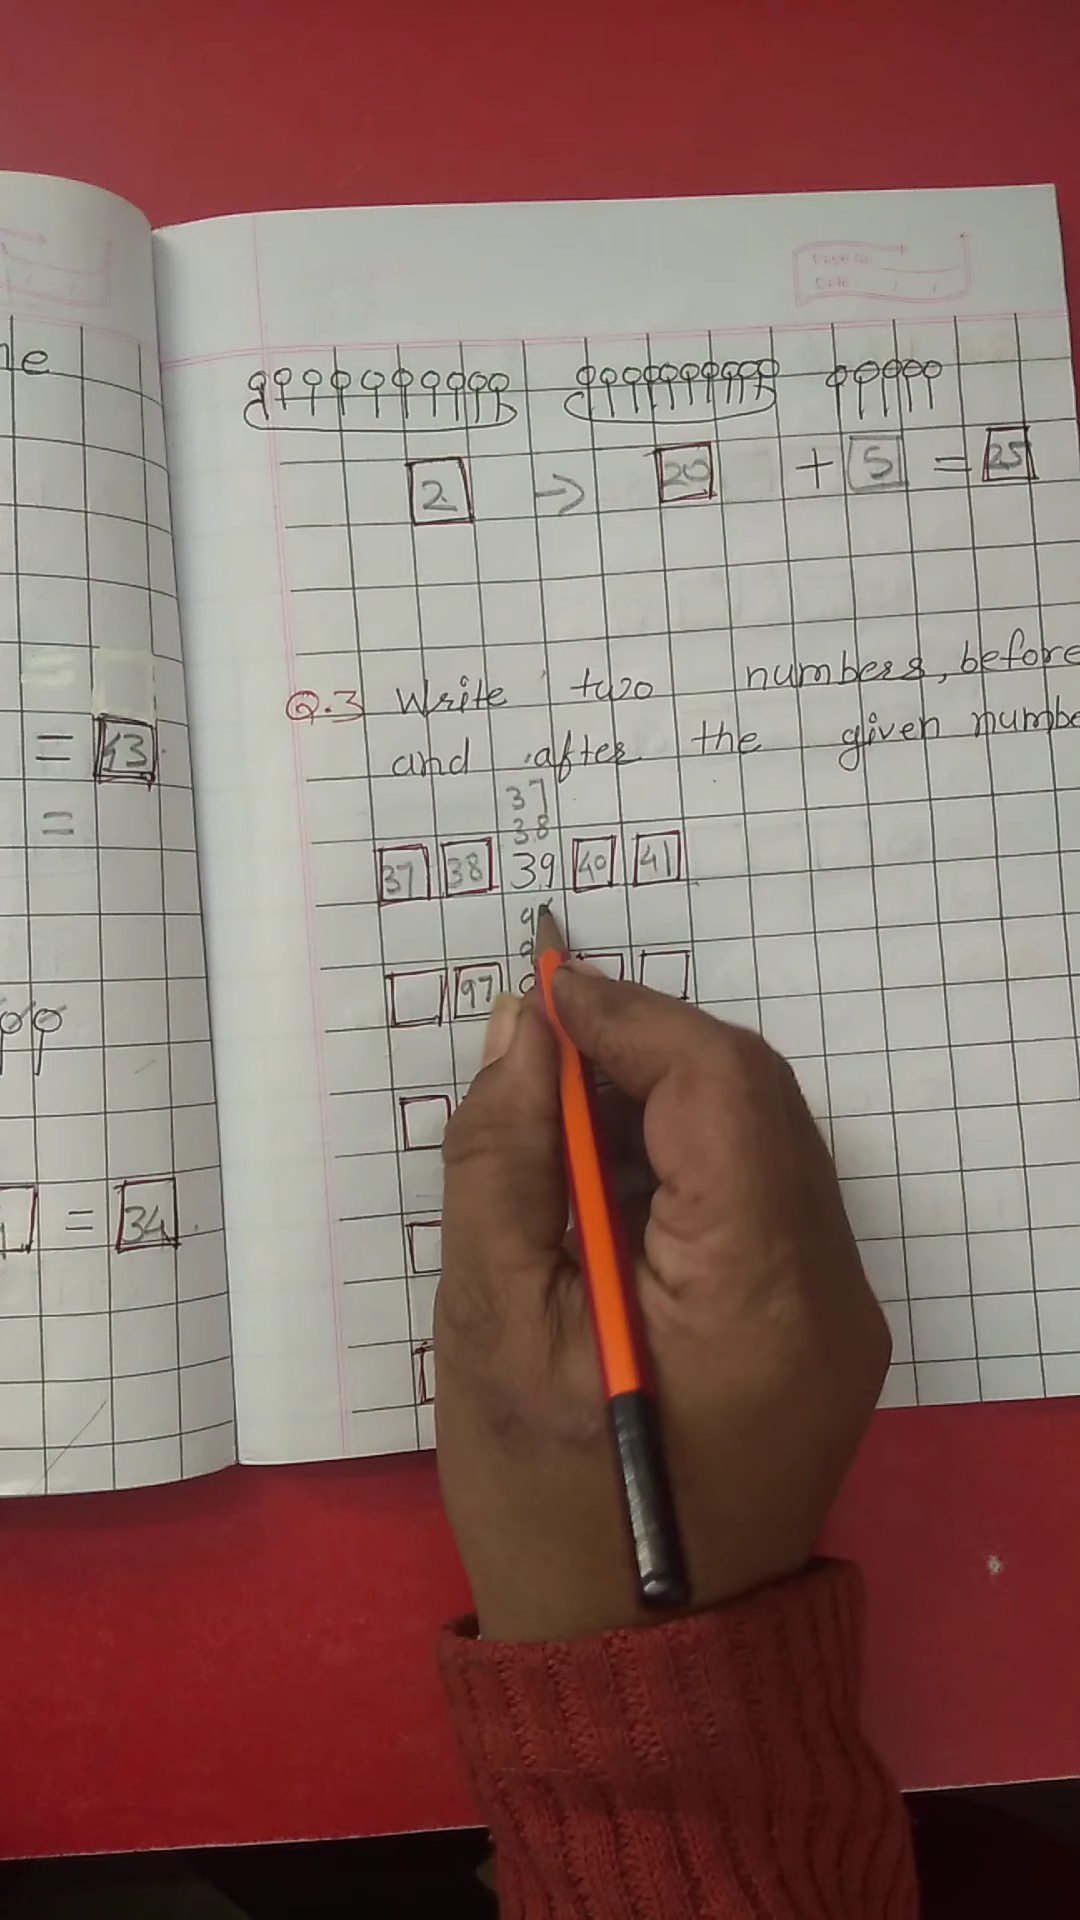 ne
2 → 20 + 5 = 25
Q.3 Write two numbers, before
and after the given numbe
37
38
37 38 39 40 41
= 13
=
97
= 34